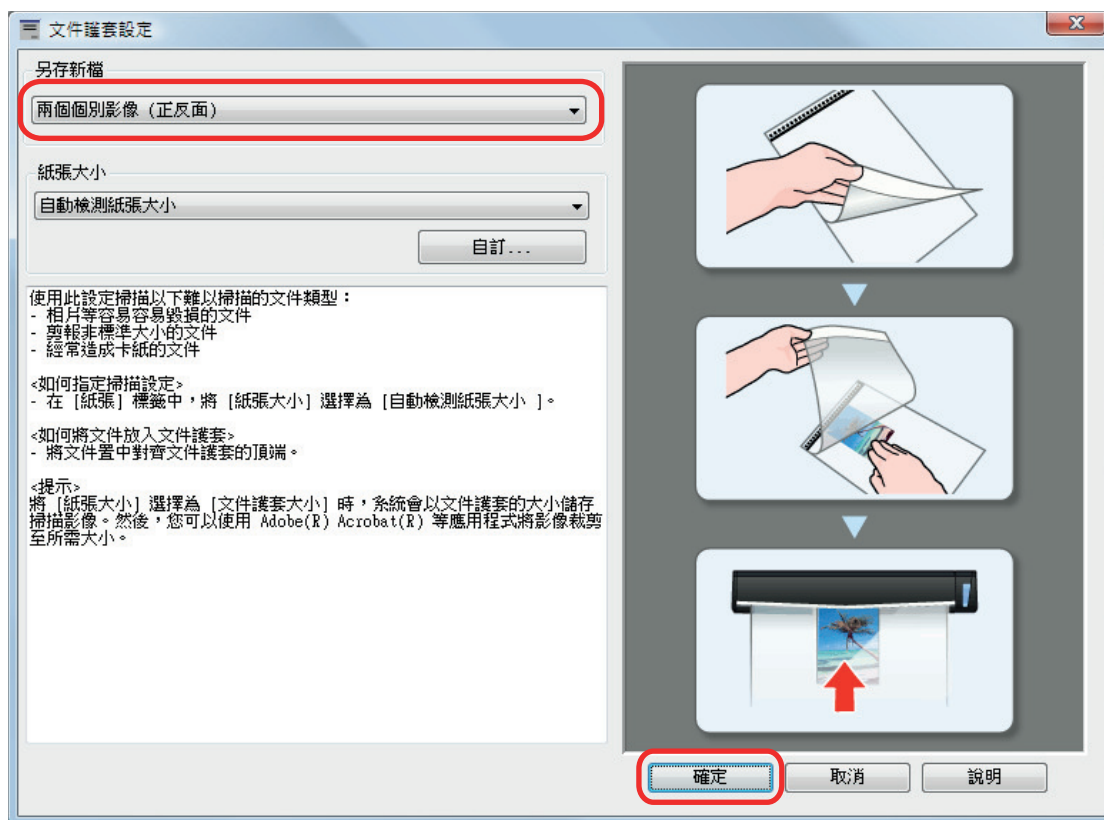 文件護套設定
另存新檔
兩個個別影像 (正反面)
紙張大小
自動檢測紙張大小
自訂...
使用此設定掃描以下難以掃描的文件類型：
- 相片等容易容易毀損的文件
- 剪報非標準大小的文件
- 經常造成卡紙的文件
<如何指定掃描設定>
- 在 [紙張] 標籤中，將 [紙張大小] 選擇為 [自動檢測紙張大小 ]。
<如何將文件放入文件護套>
- 將文件置中對齊文件護套的頂端。
<提示>
將 [紙張大小] 選擇為 [文件護套大小] 時，系統會以文件護套的大小儲存
掃描影像。然後，您可以使用 Adobe(R) Acrobat(R) 等應用程式將影像裁剪
至所需大小。
確定
取消
說明